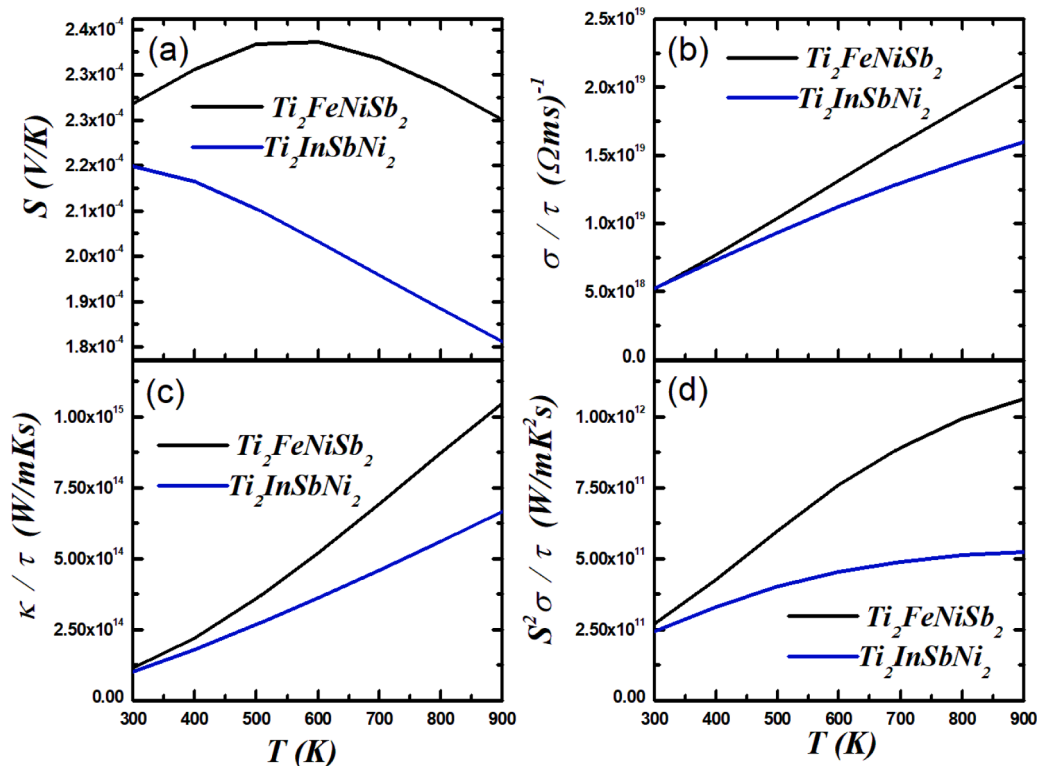 (a)
S (V/K)
2.4x10⁻⁴
2.3x10⁻⁴
2.3x10⁻⁴
2.2x10⁻⁴
2.1x10⁻⁴
2.0x10⁻⁴
1.9x10⁻⁴
1.8x10⁻⁴
Ti₂FeNiSb₂
Ti₂InSbNi₂
(b)
σ / τ (Ωms)⁻¹
2.5x10¹⁹
2.0x10¹⁹
1.5x10¹⁹
1.0x10¹⁹
5.0x10¹⁸
0.0
Ti₂FeNiSb₂
Ti₂InSbNi₂
(c)
κ / τ (W/mKs)
1.00x10¹⁵
7.50x10¹⁴
5.00x10¹⁴
2.50x10¹⁴
0.00
Ti₂FeNiSb₂
Ti₂InSbNi₂
300 400 500 600 700 800 900
T (K)
(d)
S²σ / τ (W/mK²s)
1.00x10¹²
7.50x10¹¹
5.00x10¹¹
2.50x10¹¹
0.00
Ti₂FeNiSb₂
Ti₂InSbNi₂
300 400 500 600 700 800 900
T (K)